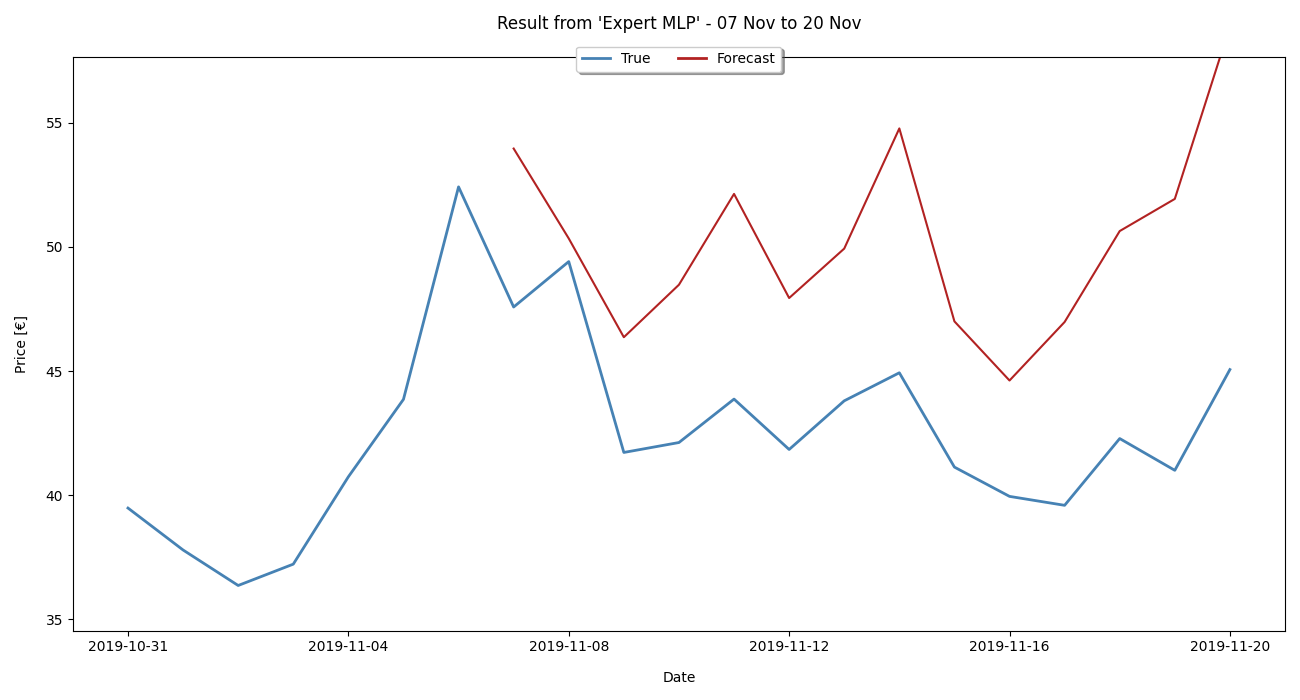 Result from 'Expert MLP' - 07 Nov to 20 Nov
True
Forecast
55
50
45
40
35
Price [€]
2019-10-31
2019-11-04
2019-11-08
2019-11-12
2019-11-16
2019-11-20
Date